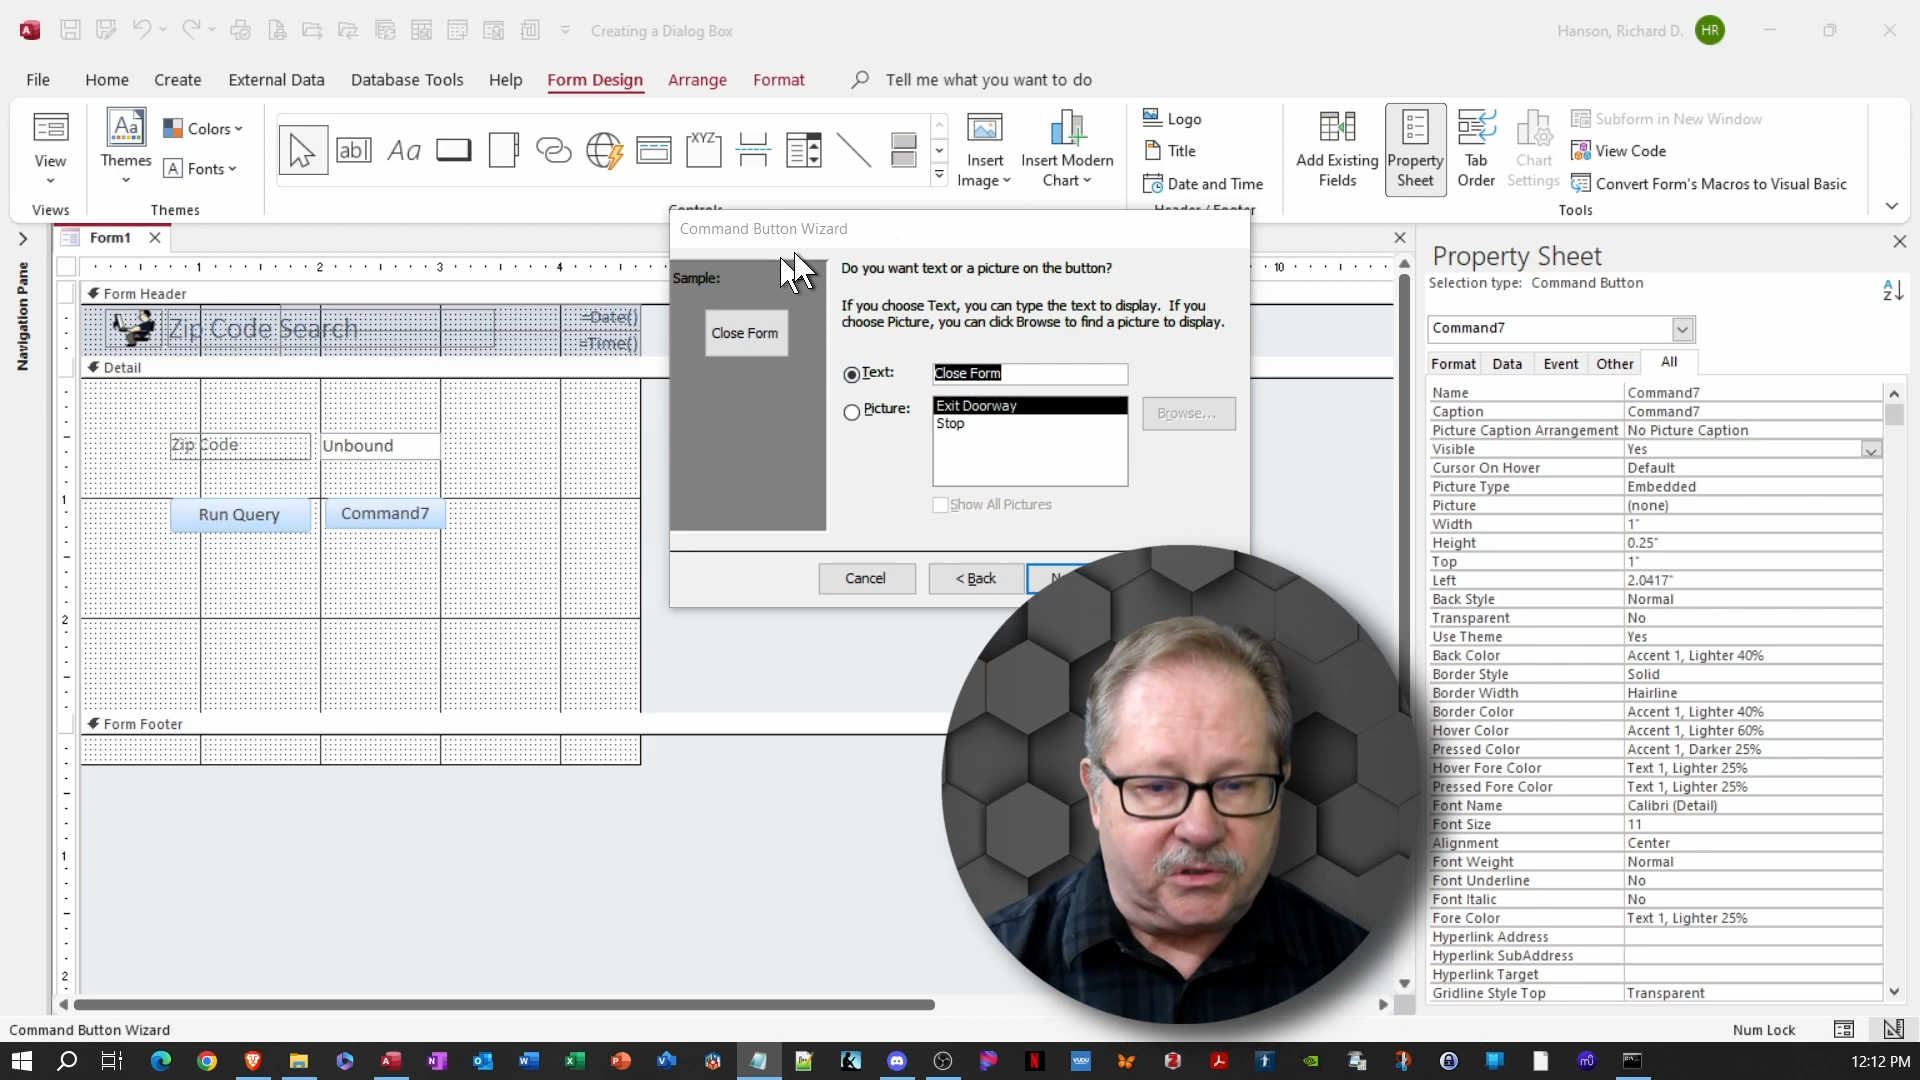 Creating a Dialog Box
Hanson, Richard D.
HR
File
Home
Create
External Data
Database Tools
Help
Form Design
Arrange
Format
Tell me what you want to do
View
Views
Aa
Themes
Colors
Fonts
Themes
ab
Aa
XYZ
Insert Image
Insert Modern Chart
Logo
Title
Date and Time
Add Existing Fields
Property Sheet
Tab Order
Chart Settings
Subform in New Window
View Code
Convert Form's Macros to Visual Basic
Controls
Header / Footer
Tools
Navigation Pane
Form1
Form Header
Zip Code Search
=Date()
=Time()
Detail
Zip Code
Unbound
Run Query
Command7
Form Footer
Command Button Wizard
Sample:
Close Form
Do you want text or a picture on the button?
If you choose Text, you can type the text to display. If you
choose Picture, you can click Browse to find a picture to display.
Text:
Close Form
Picture:
Exit Doorway
Stop
Browse...
Show All Pictures
Cancel
< Back
Property Sheet
Selection type: Command Button
Command7
Format
Data
Event
Other
All
Name Command7
Caption Command7
Picture Caption Arrangement No Picture Caption
Visible Yes
Cursor On Hover Default
Picture Type Embedded
Picture (none)
Width 1"
Height 0.25"
Top 1"
Left 2.0417"
Back Style Normal
Transparent No
Use Theme Yes
Back Color Accent 1, Lighter 40%
Border Style Solid
Border Width Hairline
Border Color Accent 1, Lighter 40%
Hover Color Accent 1, Lighter 60%
Pressed Color Accent 1, Darker 25%
Hover Fore Color Text 1, Lighter 25%
Pressed Fore Color Text 1, Lighter 25%
Font Name Calibri (Detail)
Font Size 11
Alignment Center
Font Weight Normal
Font Underline No
Font Italic No
Fore Color Text 1, Lighter 25%
Hyperlink Address
Hyperlink SubAddress
Hyperlink Target
Gridline Style Top Transparent
Command Button Wizard
Num Lock
12:12 PM